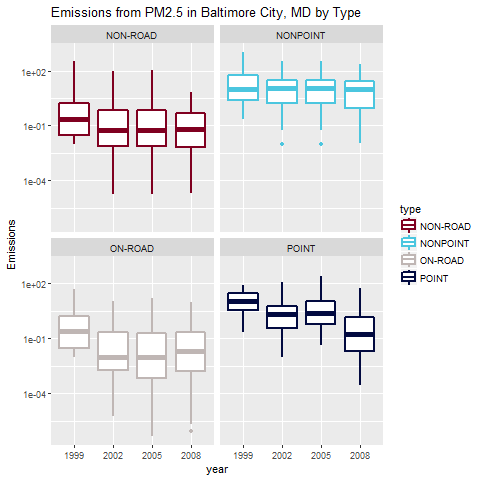 Emissions from PM2.5 in Baltimore City, MD by Type
NON-ROAD
NONPOINT
1e+02
1e-01
1e-04
ON-ROAD
POINT
1e+02
1e-01
1e-04
Emissions
1999
2002
2005
2008
1999
2002
2005
2008
year
type
NON-ROAD
NONPOINT
ON-ROAD
POINT